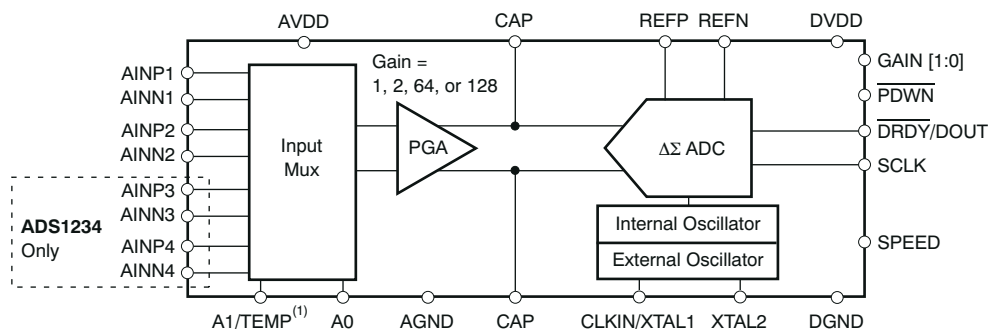 AVDD
CAP
REFP
REFN
DVDD
Gain =
1, 2, 64, or 128
GAIN [1:0]
AINP1
PDWN
AINN1
AINP2
Input
Mux
PGA
ΔΣ ADC
DRDY/DOUT
AINN2
SCLK
AINP3
ADS1234
Only
AINN3
Internal Oscillator
AINP4
External Oscillator
SPEED
AINN4
A1/TEMP(1)
A0
AGND
CAP
CLKIN/XTAL1
XTAL2
DGND